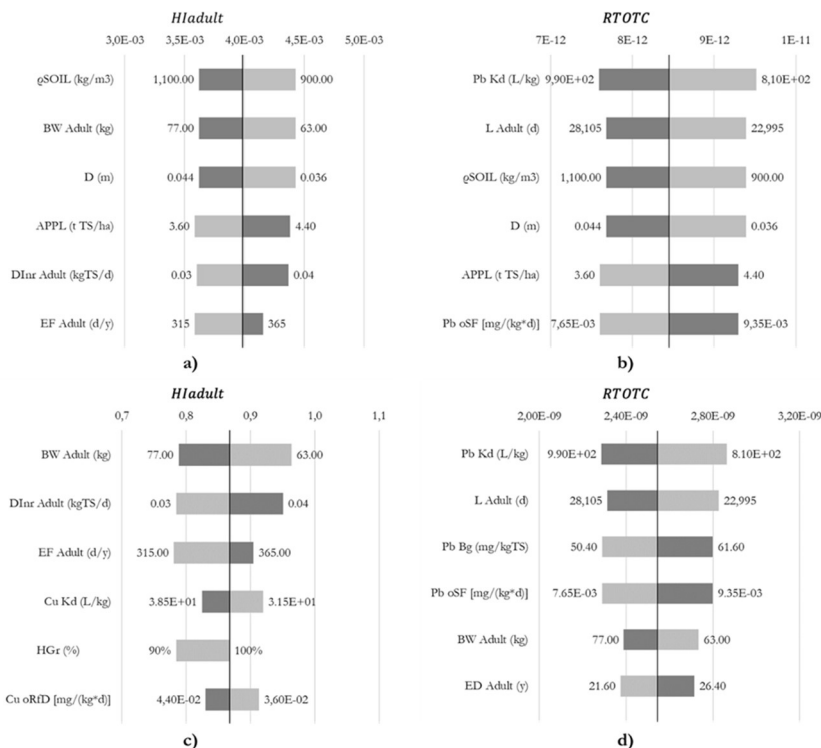 HIadult
3,0E-03 3,5E-03 4,0E-03 4,5E-03 5,0E-03
ϱSOIL (kg/m3) 1,100.00 900.00
BW Adult (kg) 77.00 63.00
D (m) 0.044 0.036
APPL (t TS/ha) 3.60 4.40
DInr Adult (kgTS/d) 0.03 0.04
EF Adult (d/y) 315 365
a)
RTOTC
7E-12 8E-12 9E-12 1E-11
Pb Kd (L/kg) 9,90E+02 8,10E+02
L Adult (d) 28,105 22,995
ϱSOIL (kg/m3) 1,100.00 900.00
D (m) 0.044 0.036
APPL (t TS/ha) 3.60 4.40
Pb oSF [mg/(kg*d)] 7,65E-03 9,35E-03
b)
HIadult
0,7 0,8 0,9 1,0 1,1
BW Adult (kg) 77.00 63.00
DInr Adult (kgTS/d) 0.03 0.04
EF Adult (d/y) 315.00 365.00
Cu Kd (L/kg) 3.85E+01 3.15E+01
HGr (%) 90% 100%
Cu oRfD [mg/(kg*d)] 4,40E-02 3,60E-02
c)
RTOTC
2,00E-09 2,40E-09 2,80E-09 3,20E-09
Pb Kd (L/kg) 9.90E+02 8.10E+02
L Adult (d) 28,105 22,995
Pb Bg (mg/kgTS) 50.40 61.60
Pb oSF [mg/(kg*d)] 7.65E-03 9.35E-03
BW Adult (kg) 77.00 63.00
ED Adult (y) 21.60 26.40
d)